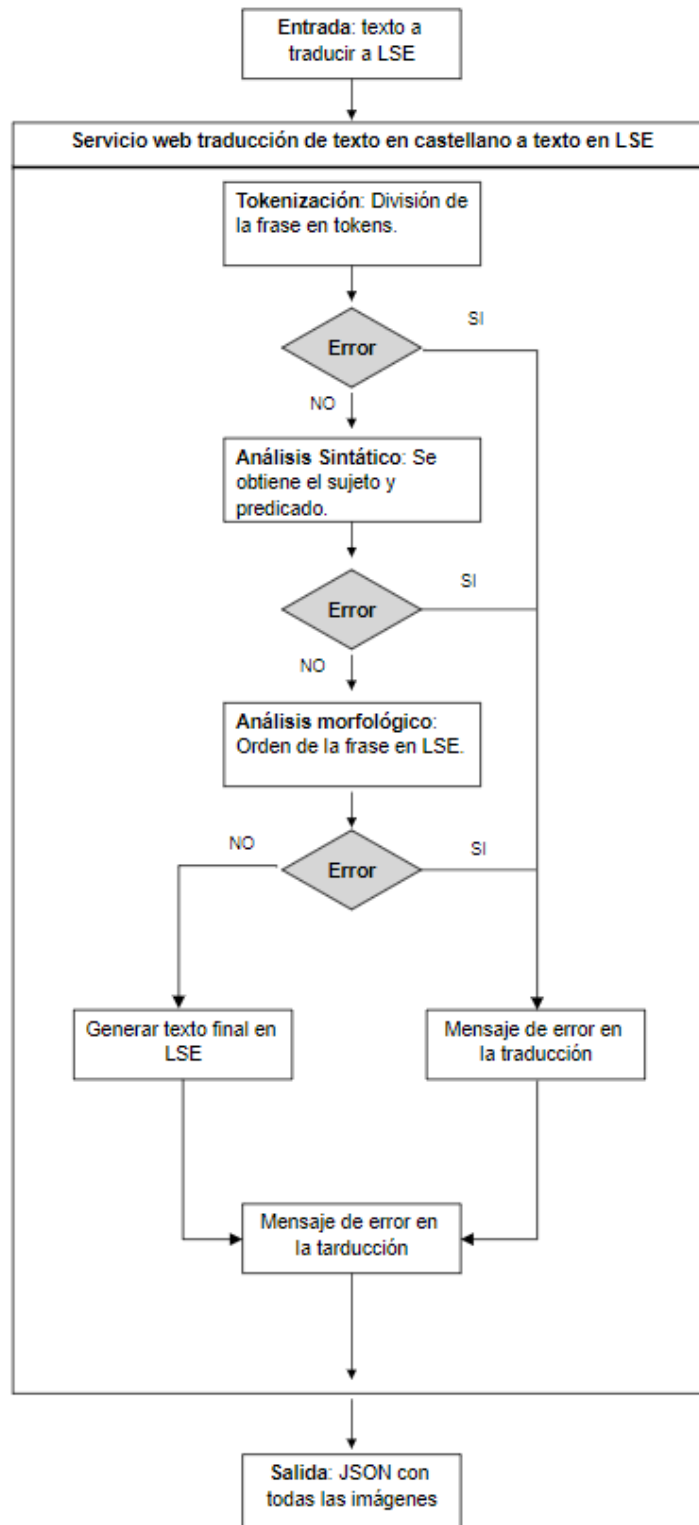 Entrada: texto a
traducir a LSE
Servicio web traducción de texto en castellano a texto en LSE
Tokenización: División de
la frase en tokens.
SI
Error
NO
Análisis Sintático: Se
obtiene el sujeto y
predicado.
SI
Error
NO
Análisis morfológico:
Orden de la frase en LSE.
NO
SI
Error
Generar texto final en
LSE
Mensaje de error en
la traducción
Mensaje de error en
la tarducción
Salida: JSON con
todas las imágenes